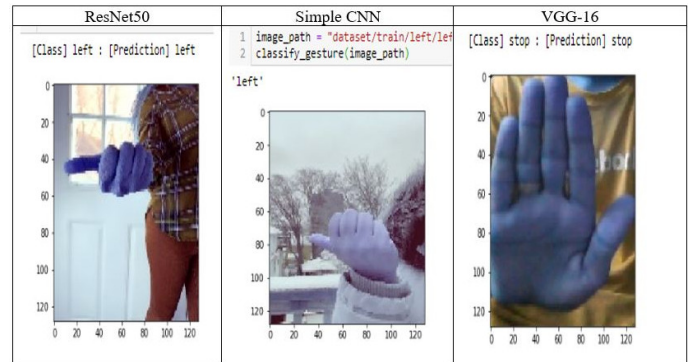 ResNet50
Simple CNN
VGG-16
[Class] left : [Prediction] left
1 image_path = "dataset/train/left/lef
2 classify_gesture(image_path)
'left'
[Class] stop : [Prediction] stop
0
20
40
60
80
100
120
0 20 40 60 80 100 120
0
20
40
60
80
100
120
0 20 40 60 80 100 120
0
20
40
60
80
100
120
0 20 40 60 80 100 120